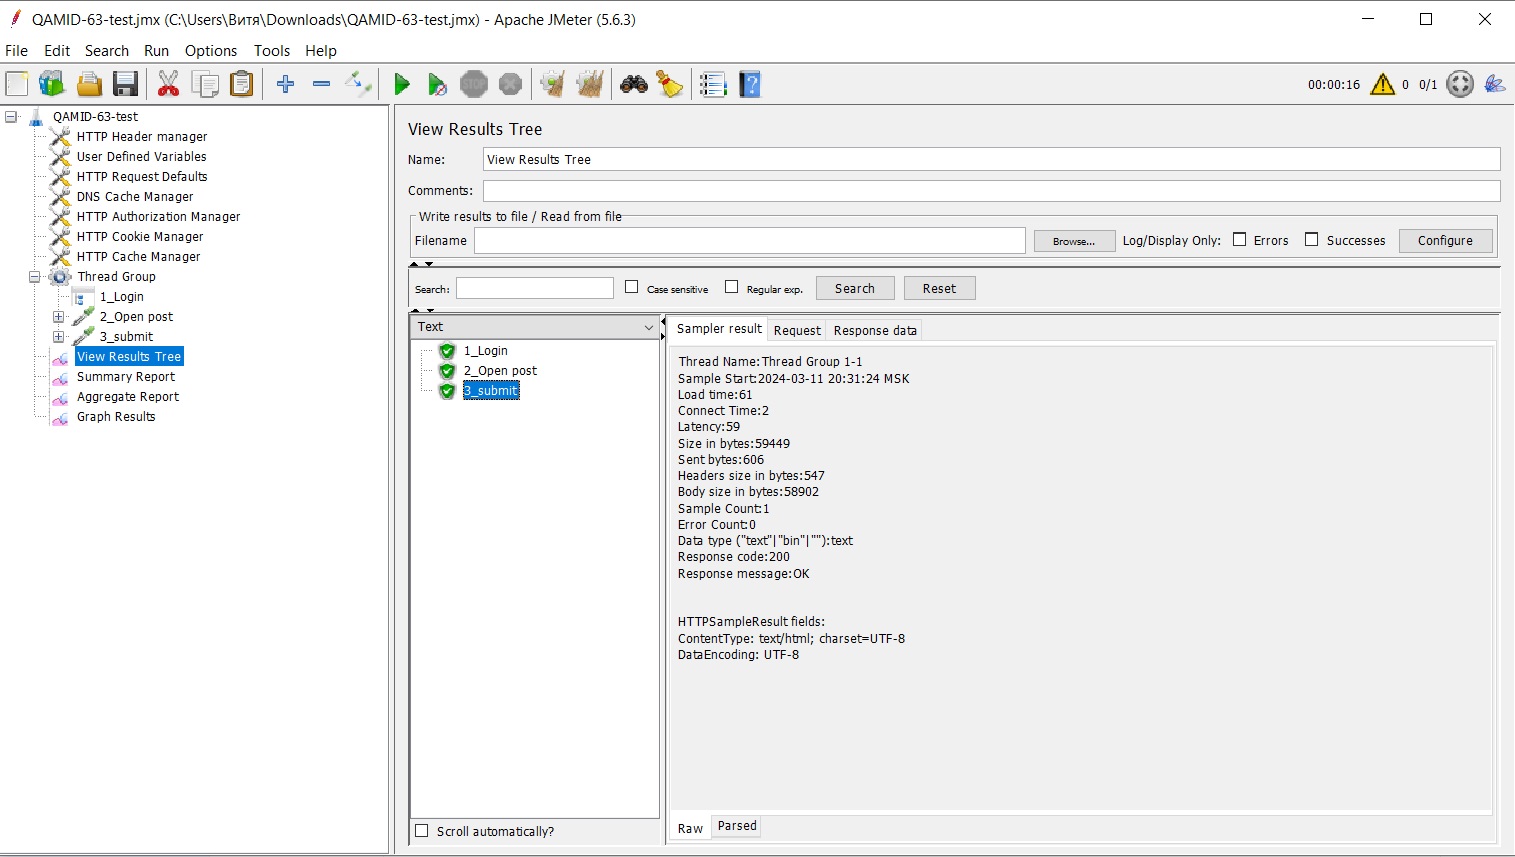 QAMID-63-test.jmx (C:\Users\Витя\Downloads\QAMID-63-test.jmx) - Apache JMeter (5.6.3)
File Edit Search Run Options Tools Help
STOP
00:00:16 0 0/1
QAMID-63-test
HTTP Header manager
User Defined Variables
HTTP Request Defaults
DNS Cache Manager
HTTP Authorization Manager
HTTP Cookie Manager
HTTP Cache Manager
Thread Group
1_Login
2_Open post
3_submit
View Results Tree
Summary Report
Aggregate Report
Graph Results
View Results Tree
Name: View Results Tree
Comments:
Write results to file / Read from file
Filename Browse... Log/Display Only: Errors Successes Configure
Search: Case sensitive Regular exp. Search Reset
Text
1_Login
2_Open post
3_submit
Scroll automatically?
Sampler result Request Response data
Thread Name:Thread Group 1-1
Sample Start:2024-03-11 20:31:24 MSK
Load time:61
Connect Time:2
Latency:59
Size in bytes:59449
Sent bytes:606
Headers size in bytes:547
Body size in bytes:58902
Sample Count:1
Error Count:0
Data type ("text"|"bin"|""):text
Response code:200
Response message:OK
HTTPSampleResult fields:
ContentType: text/html; charset=UTF-8
DataEncoding: UTF-8
Raw Parsed